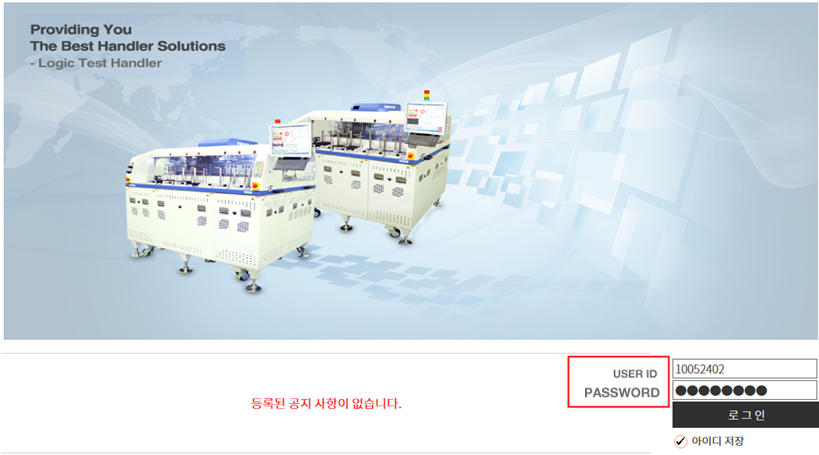 Providing You
The Best Handler Solutions
- Logic Test Handler
등록된 공지 사항이 없습니다.
USER ID
10052402
PASSWORD
●●●●●●●●
로그인
아이디 저장